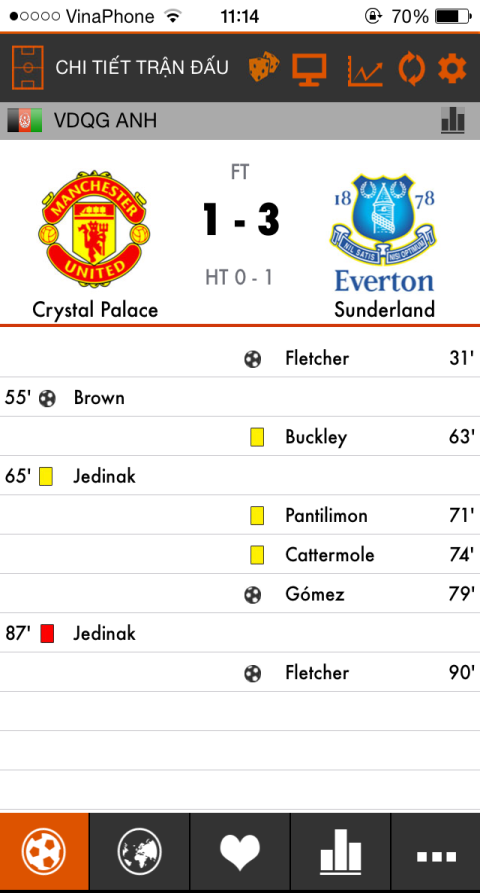 VinaPhone 11:14 70%
CHI TIẾT TRẬN ĐẤU
VDQG ANH
MANCHESTER
UNITED
FT
1 - 3
HT 0 - 1
18 78
NIL SATIS NISI OPTIMUM
Everton
Crystal Palace
Sunderland
Fletcher 31'
55' Brown
Buckley 63'
65' Jedinak
Pantilimon 71'
Cattermole 74'
Gómez 79'
87' Jedinak
Fletcher 90'